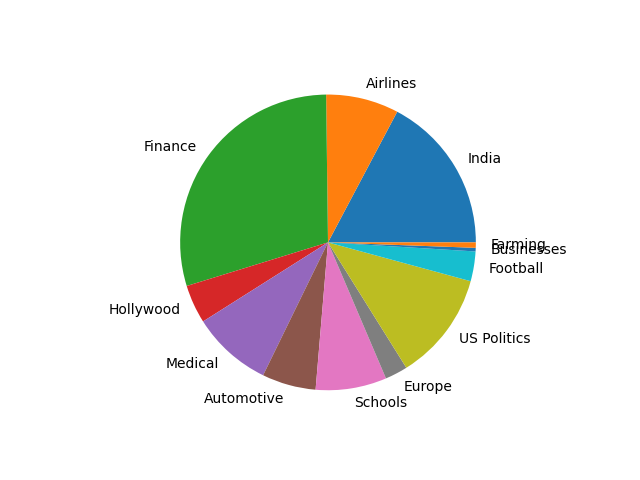 Airlines
Finance
India
Farming
Businesses
Football
Hollywood
US Politics
Medical
Europe
Automotive
Schools